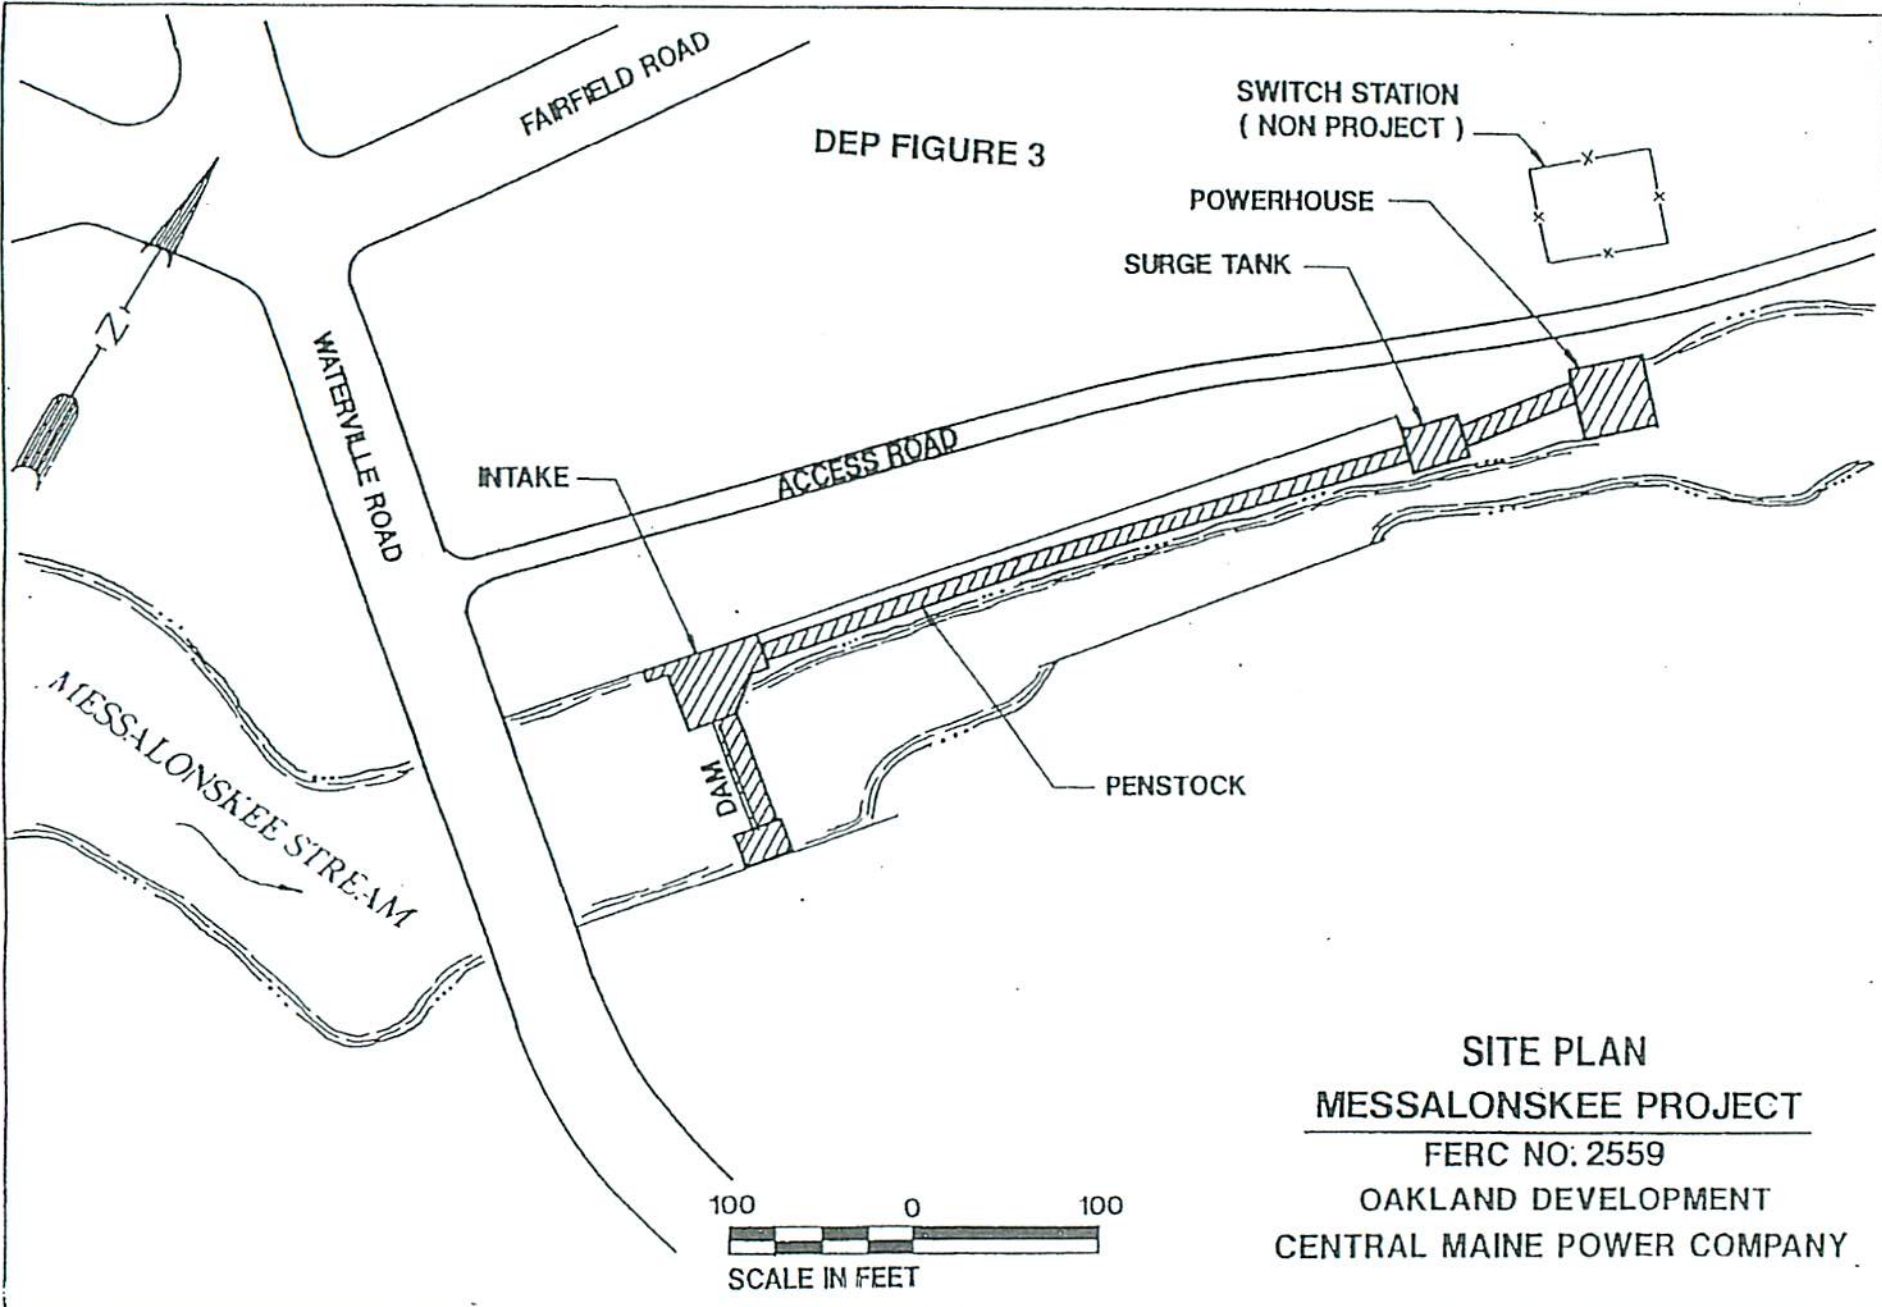 FAIRFIELD ROAD
DEP FIGURE 3
SWITCH STATION
( NON PROJECT )
POWERHOUSE
SURGE TANK
N
WATERVILLE ROAD
ACCESS ROAD
INTAKE
MESSALONSKEE STREAM
DAM
PENSTOCK
SITE PLAN
MESSALONSKEE PROJECT
FERC NO. 2559
OAKLAND DEVELOPMENT
CENTRAL MAINE POWER COMPANY
100 0 100
SCALE IN FEET